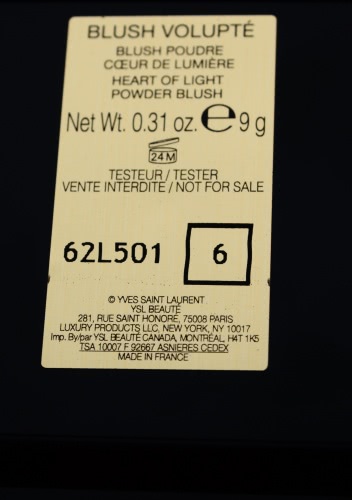 BLUSH VOLUPTÉ
BLUSH POUDRE
CŒUR DE LUMIÈRE
HEART OF LIGHT
POWDER BLUSH
Net Wt. 0.31 oz. ℮ 9 g
24 M
TESTEUR / TESTER
VENTE INTERDITE / NOT FOR SALE
62L501 6
© YVES SAINT LAURENT
YSL BEAUTÉ
281, RUE SAINT HONORÉ, 75008 PARIS
LUXURY PRODUCTS LLC, NEW YORK, NY 10017
Imp. By/par YSL BEAUTÉ CANADA, MONTRÉAL, H4T 1K5
TSA 10007 F 92667 ASNIERES CEDEX
MADE IN FRANCE